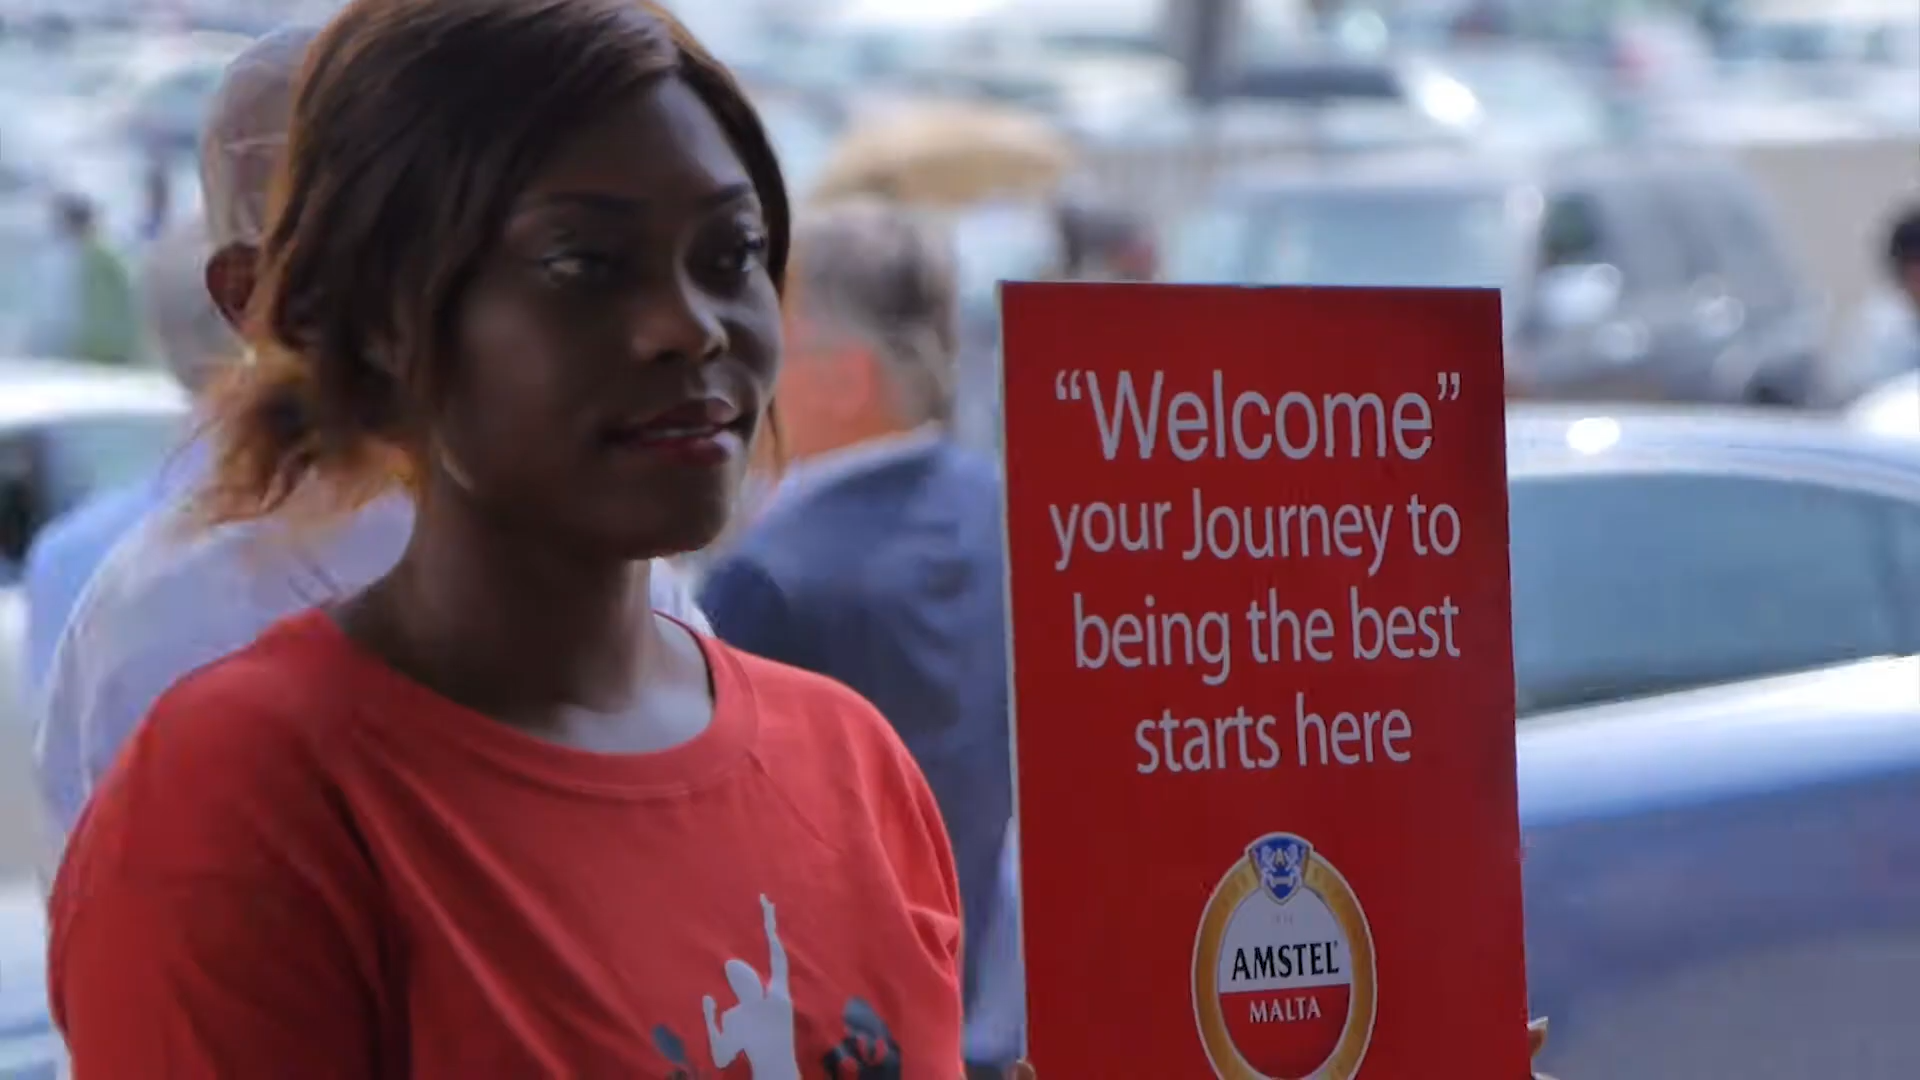 “Welcome”
your Journey to
being the best
starts here
AMSTEL
MALTA